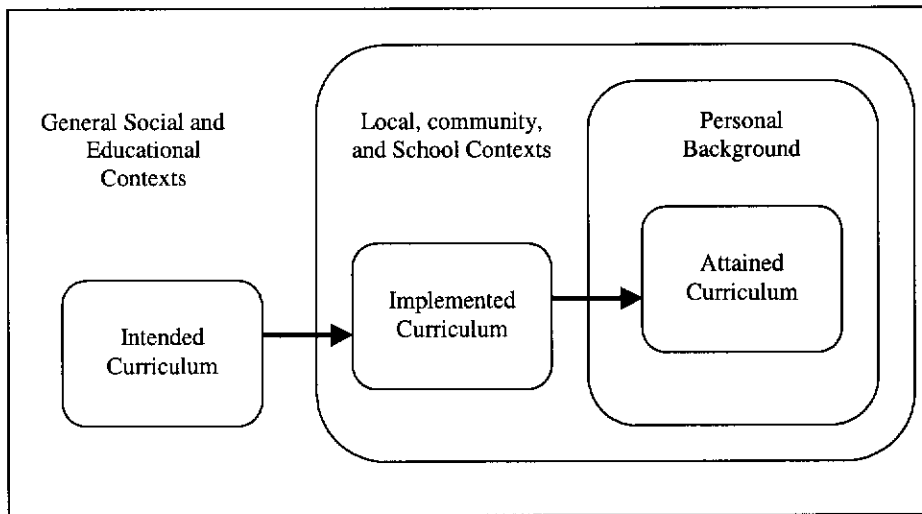 General Social and
Educational
Contexts
Local, community,
and School Contexts
Personal
Background
Intended
Curriculum
Implemented
Curriculum
Attained
Curriculum